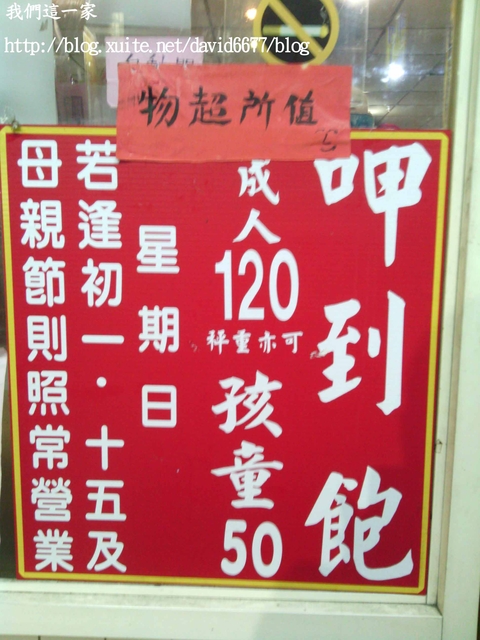 我們這一家
http://blog.xuite.net/david6677/blog
物超所值
呷到飽
成人
120
秤重亦可
孩童
50
星期日
若逢初一·十五及
母親節則照常營業